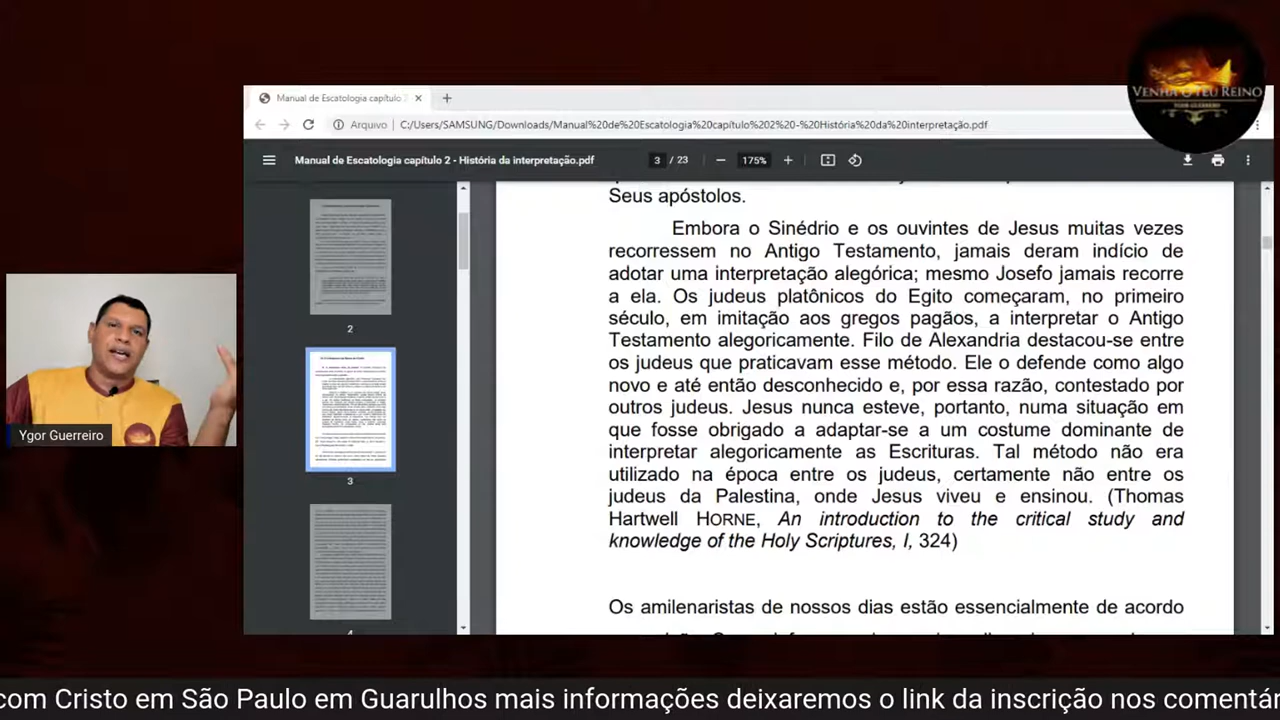 VENHA O TEU REINO
YGOR GUERREIRO
Manual de Escatologia capítulo 2
Arquivo C:/Users/SAMSUNG/Downloads/Manual%20de%20Escatologia%20capítulo%202%20-%20História%20da%20interpretação.pdf
Manual de Escatologia capítulo 2 - História da interpretação.pdf
3 / 23
175%
2
3
4
Seus apóstolos.
Embora o Sinédrio e os ouvintes de Jesus muitas vezes
recorressem no Antigo Testamento, jamais deram indício de
adotar uma interpretação alegórica; mesmo Josefo jamais recorre
a ela. Os judeus platônicos do Egito começaram, no primeiro
século, em imitação aos gregos pagãos, a interpretar o Antigo
Testamento alegoricamente. Filo de Alexandria destacou-se entre
os judeus que praticavam esse método. Ele o defende como algo
novo e até então desconhecido e, por essa razão, contestado por
outros judeus. Jesus nunca esteve, portanto, numa situação em
que fosse obrigado a adaptar-se a um costume dominante de
interpretar alegoricamente as Escrituras. Tal método não era
utilizado na época entre os judeus, certamente não entre os
judeus da Palestina, onde Jesus viveu e ensinou. (Thomas
Hartwell HORNE, An introduction to the critical study and
knowledge of the Holy Scriptures, I, 324)
Os amilenaristas de nossos dias estão essencialmente de acordo
Ygor Guerreiro
com Cristo em São Paulo em Guarulhos mais informações deixaremos o link da inscrição nos comentár